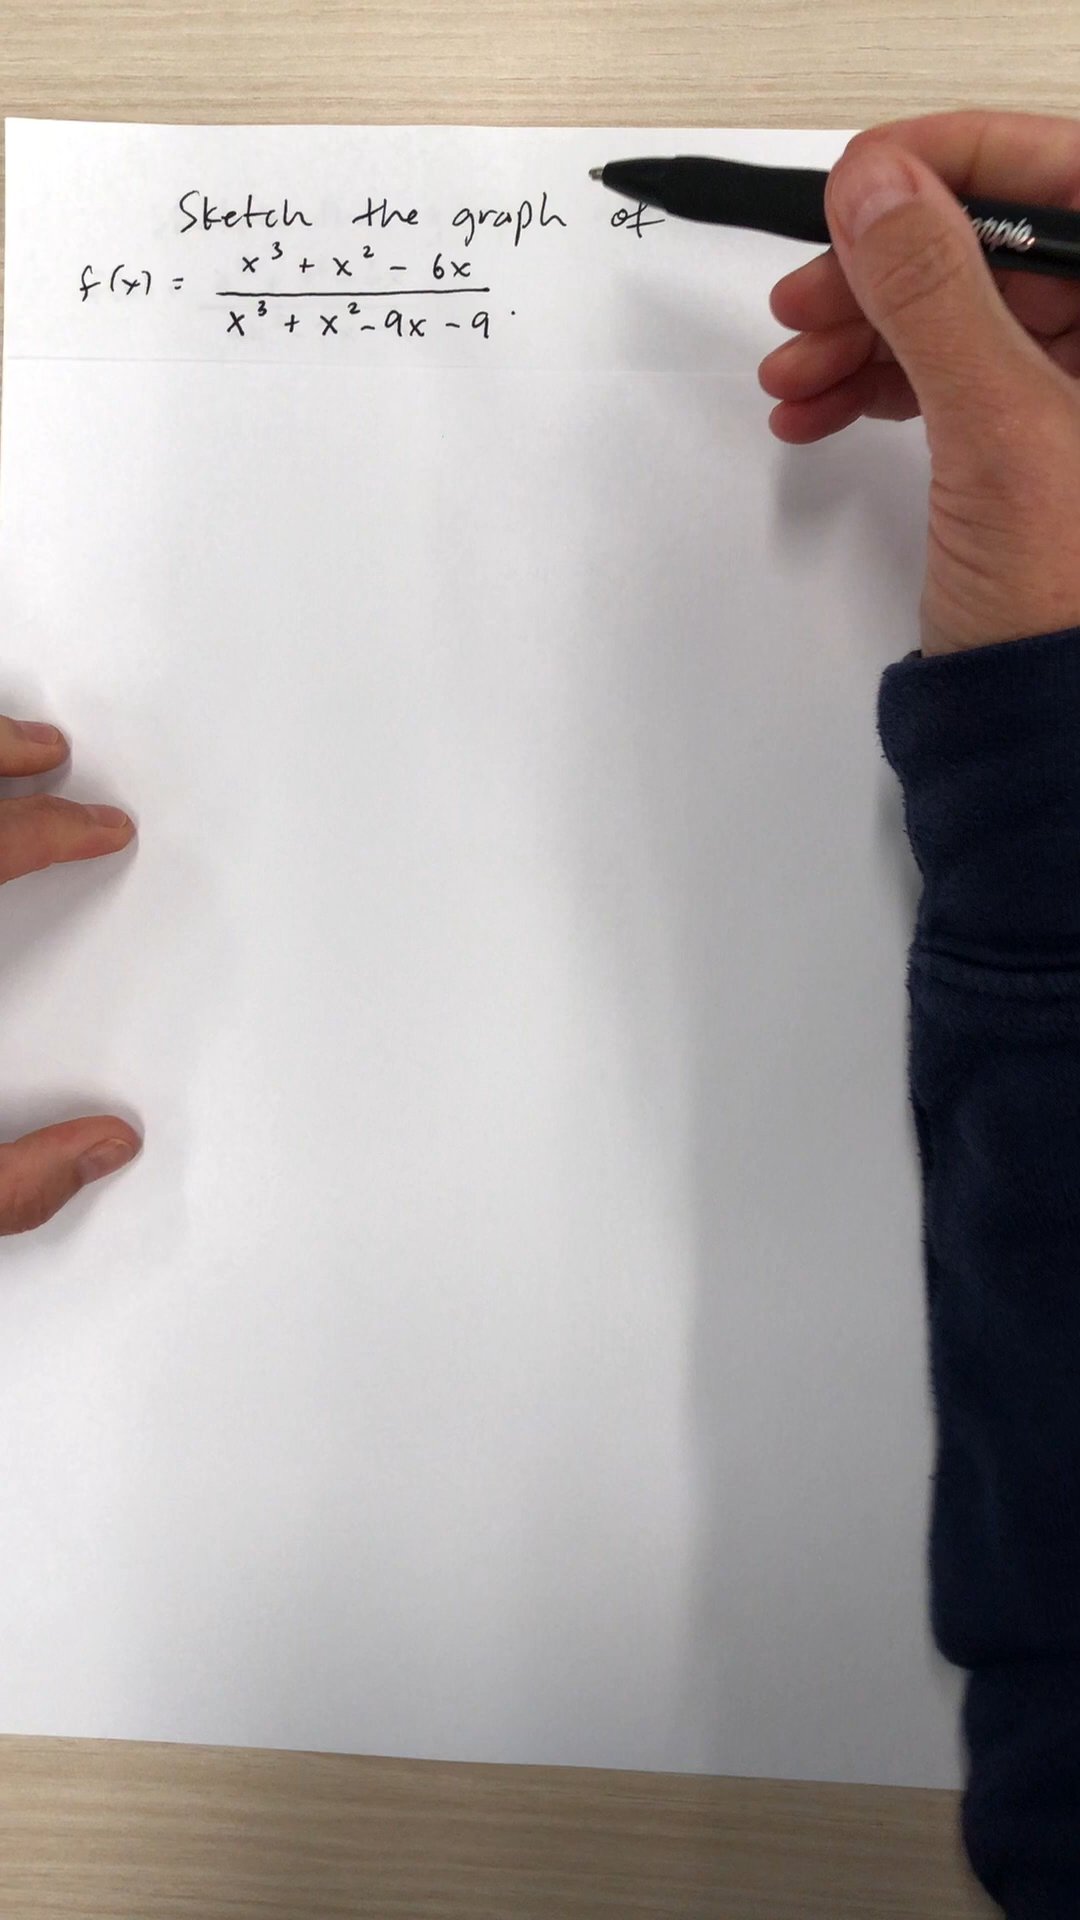 Sketch the graph of
f(x) = x³ + x² - 6x / x³ + x² - 9x - 9 .